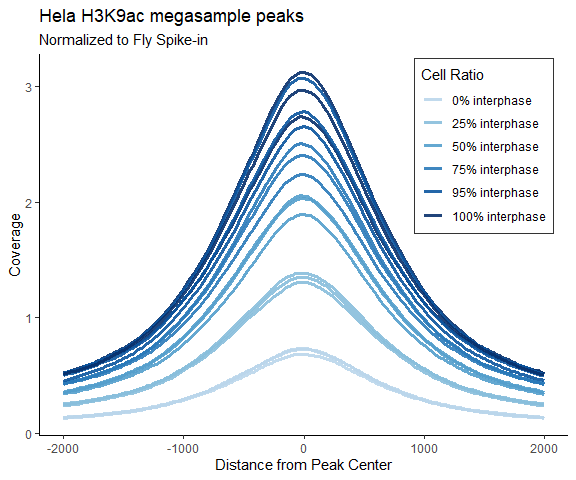 Hela H3K9ac megasample peaks
Normalized to Fly Spike-in
Cell Ratio
0% interphase
25% interphase
50% interphase
75% interphase
95% interphase
100% interphase
Coverage
3
2
1
0
-2000
-1000
0
1000
2000
Distance from Peak Center